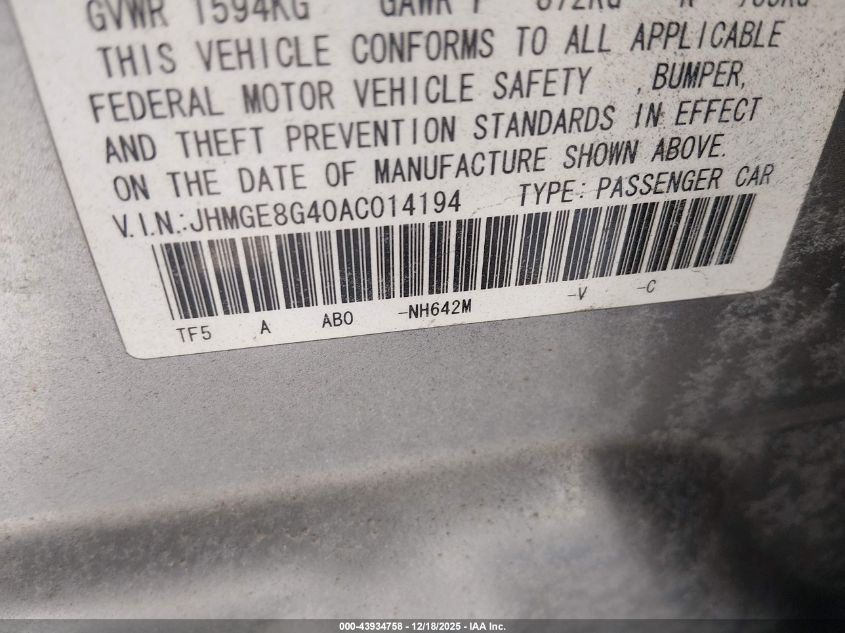 GVWR 1594KG GAWR F 872KG R
THIS VEHICLE CONFORMS TO ALL APPLICABLE
FEDERAL MOTOR VEHICLE SAFETY , BUMPER,
AND THEFT PREVENTION STANDARDS IN EFFECT
ON THE DATE OF MANUFACTURE SHOWN ABOVE.
V.I.N.:JHMGE8G40AC014194 TYPE: PASSENGER CAR
TF5 A AB0 -NH642M -V -C
000-43934758 - 12/18/2025 - IAA Inc.